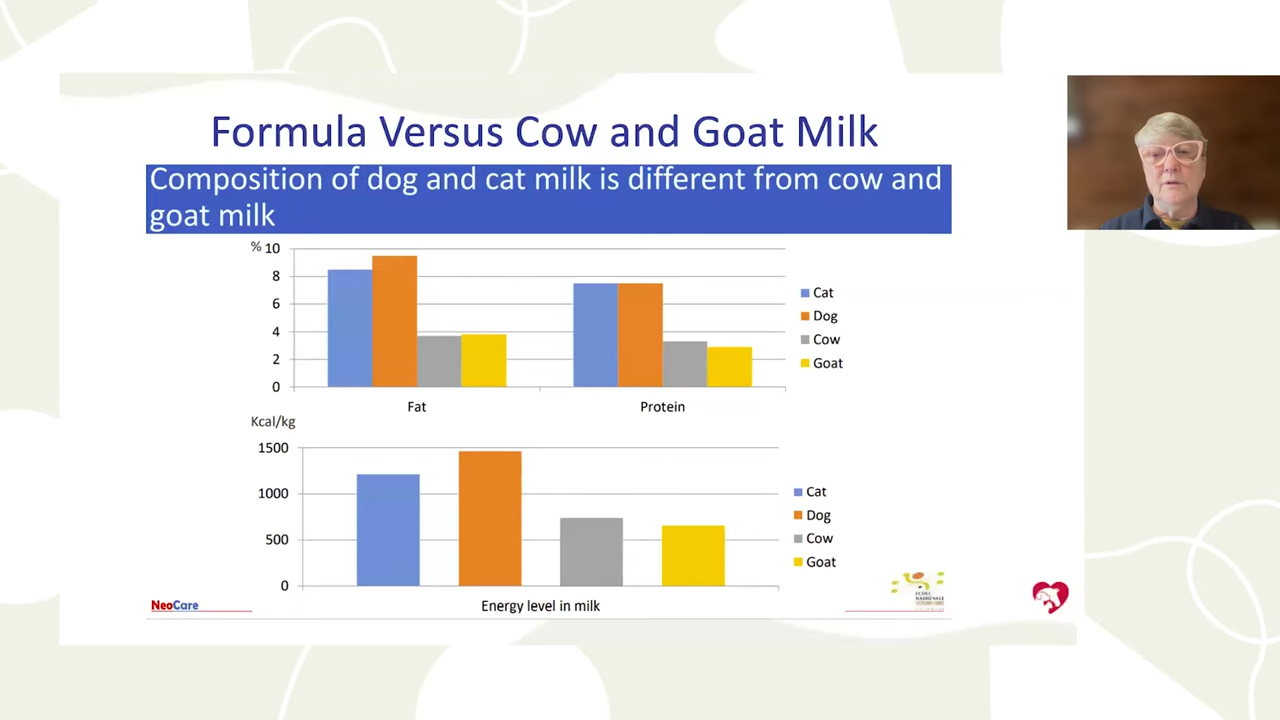 Formula Versus Cow and Goat Milk
Composition of dog and cat milk is different from cow and
goat milk
% 10
8
6
4
2
0
Fat
Protein
Cat
Dog
Cow
Goat
Kcal/kg
1500
1000
500
0
Energy level in milk
Cat
Dog
Cow
Goat
NeoCare